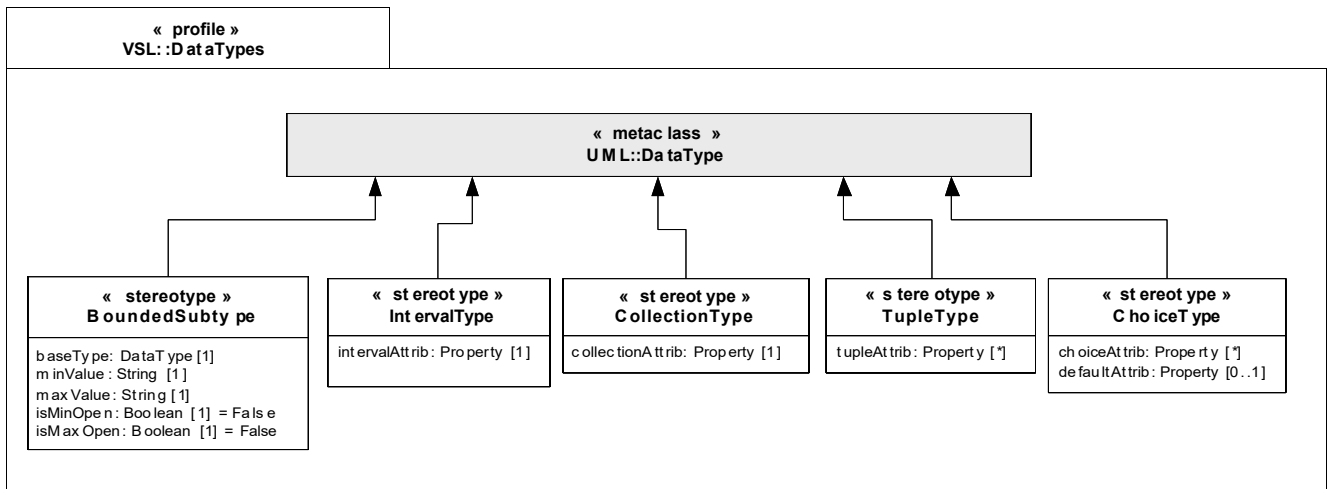 « profile »
VSL::DataTypes
« metaclass »
UML::DataType
« stereotype »
BoundedSubtype
baseType: DataType [1]
minValue: String [1]
maxValue: String [1]
isMinOpen: Boolean [1] = False
isMaxOpen: Boolean [1] = False
« stereotype »
IntervalType
intervalAttrib: Property [1]
« stereotype »
CollectionType
collectionAttrib: Property [1]
« stereotype »
TupleType
tupleAttrib: Property [*]
« stereotype »
ChoiceType
choiceAttrib: Property [*]
defaultAttrib: Property [0..1]